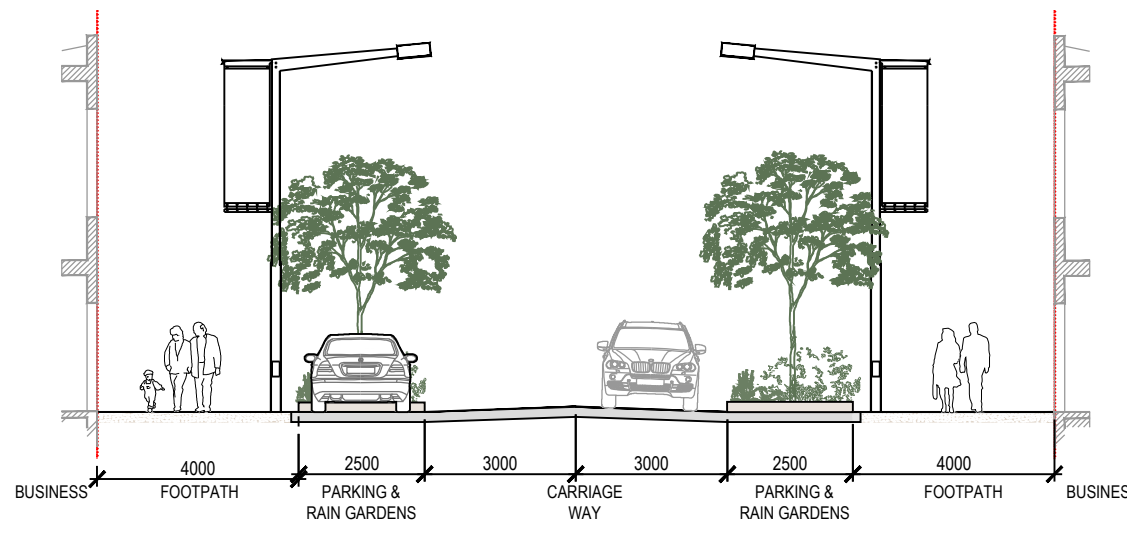 4000 2500 3000 3000 2500 4000
BUSINESS FOOTPATH PARKING & CARRIAGE PARKING & FOOTPATH BUSINES
RAIN GARDENS WAY RAIN GARDENS